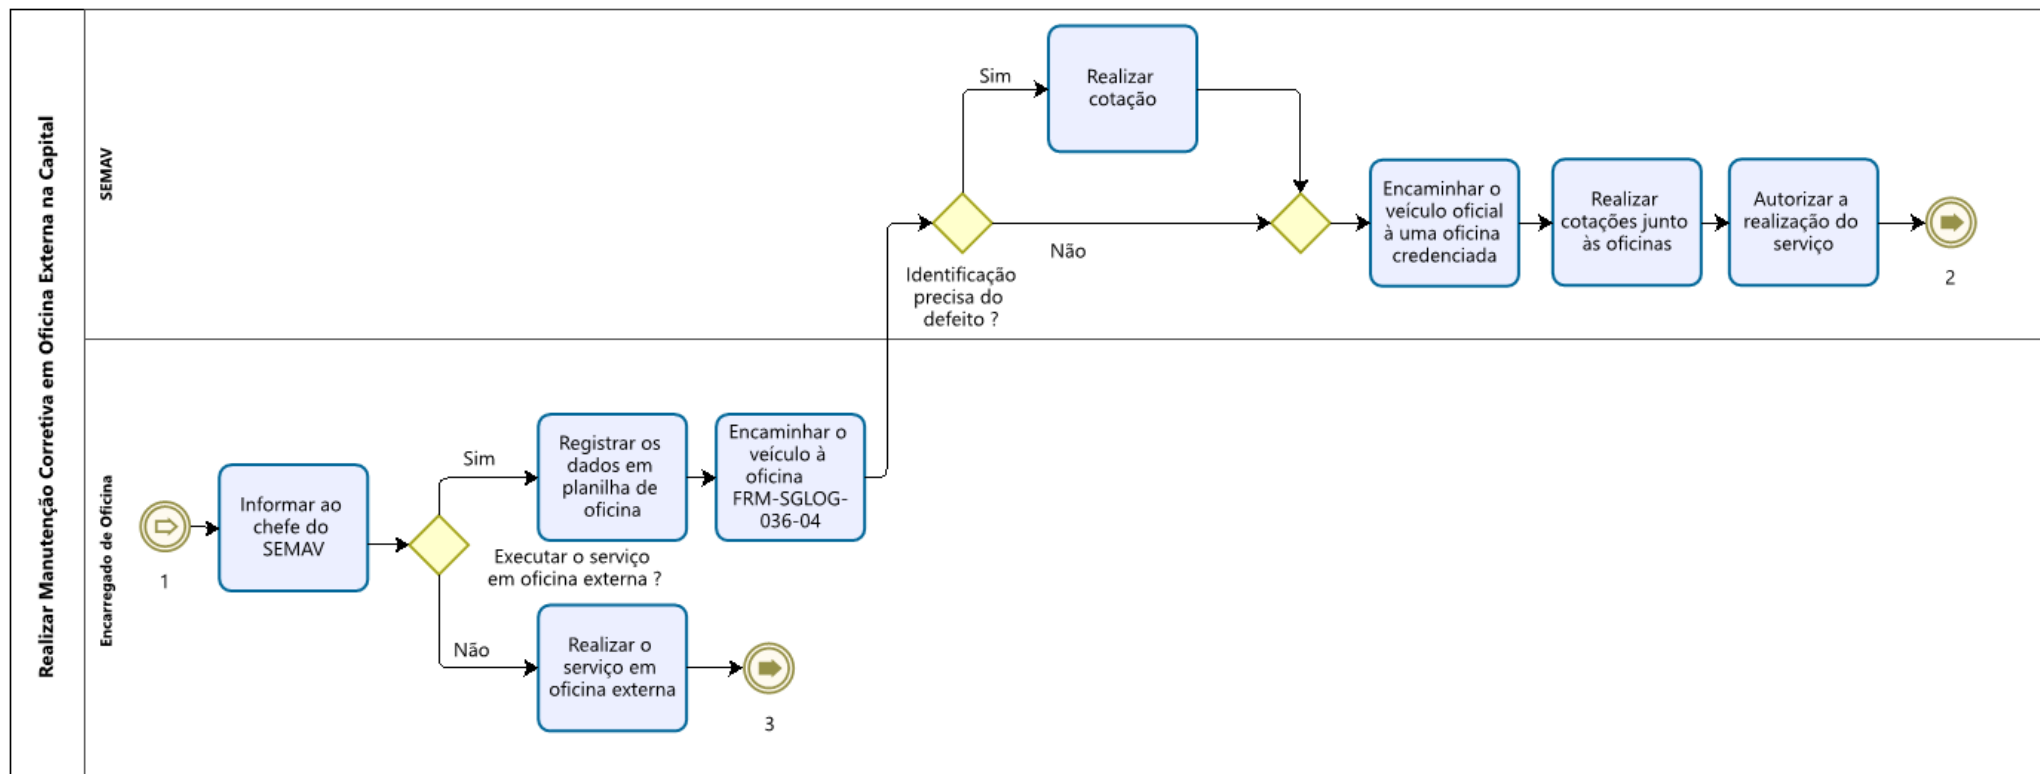 Realizar Manutenção Corretiva em Oficina Externa na Capital
SEMAV
Sim
Realizar
cotação
Identificação
precisa do
defeito ?
Não
Encaminhar o
veículo oficial
à uma oficina
credenciada
Realizar
cotações junto
às oficinas
Autorizar a
realização do
serviço
2
Encarregado de Oficina
1
Informar ao
chefe do
SEMAV
Executar o serviço
em oficina externa ?
Sim
Registrar os
dados em
planilha de
oficina
Encaminhar o
veículo à
oficina
FRM-SGLOG-
036-04
Não
Realizar o
serviço em
oficina externa
3